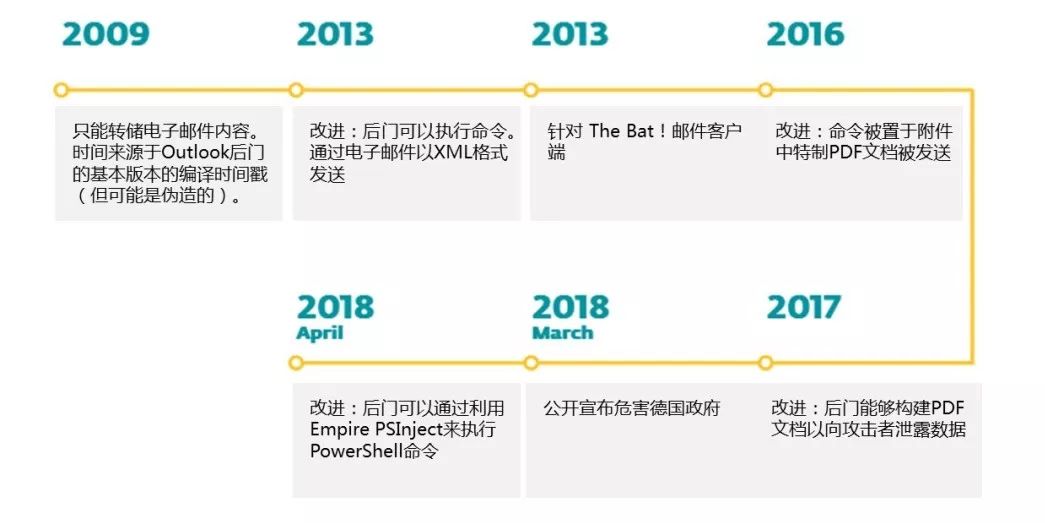 2009
2013
2013
2016
只能转储电子邮件内容。
时间来源于Outlook后门
的基本版本的编译时间戳
（但可能是伪造的）。
改进：后门可以执行命令。
通过电子邮件以XML格式
发送
针对 The Bat！邮件客户
端
改进：命令被置于附件
中特制PDF文档被发送
2018
April
2018
March
2017
改进：后门可以通过利用
Empire PSInject来执行
PowerShell命令
公开宣布危害德国政府
改进：后门能够构建PDF
文档以向攻击者泄露数据